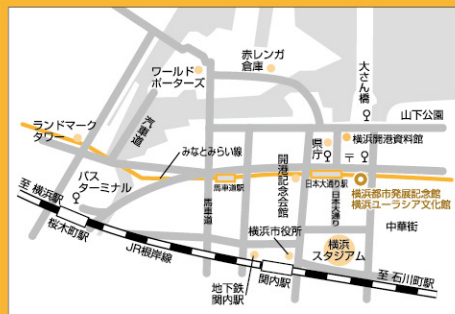 赤レンガ
倉庫
大さん橋
ワールド
ポーターズ
汽車道
山下公園
ランドマーク
タワー
県庁
横浜開港資料館
〒
みなとみらい線
開港記念会館
バス
ターミナル
馬車道駅
日本大通り駅
横浜都市発展記念館
横浜ユーラシア文化館
至 横浜駅
桜木町駅
馬車道
日本大通り
中華街
横浜市役所
横浜
スタジアム
JR根岸線
至 石川町駅
地下鉄
関内駅
関内駅